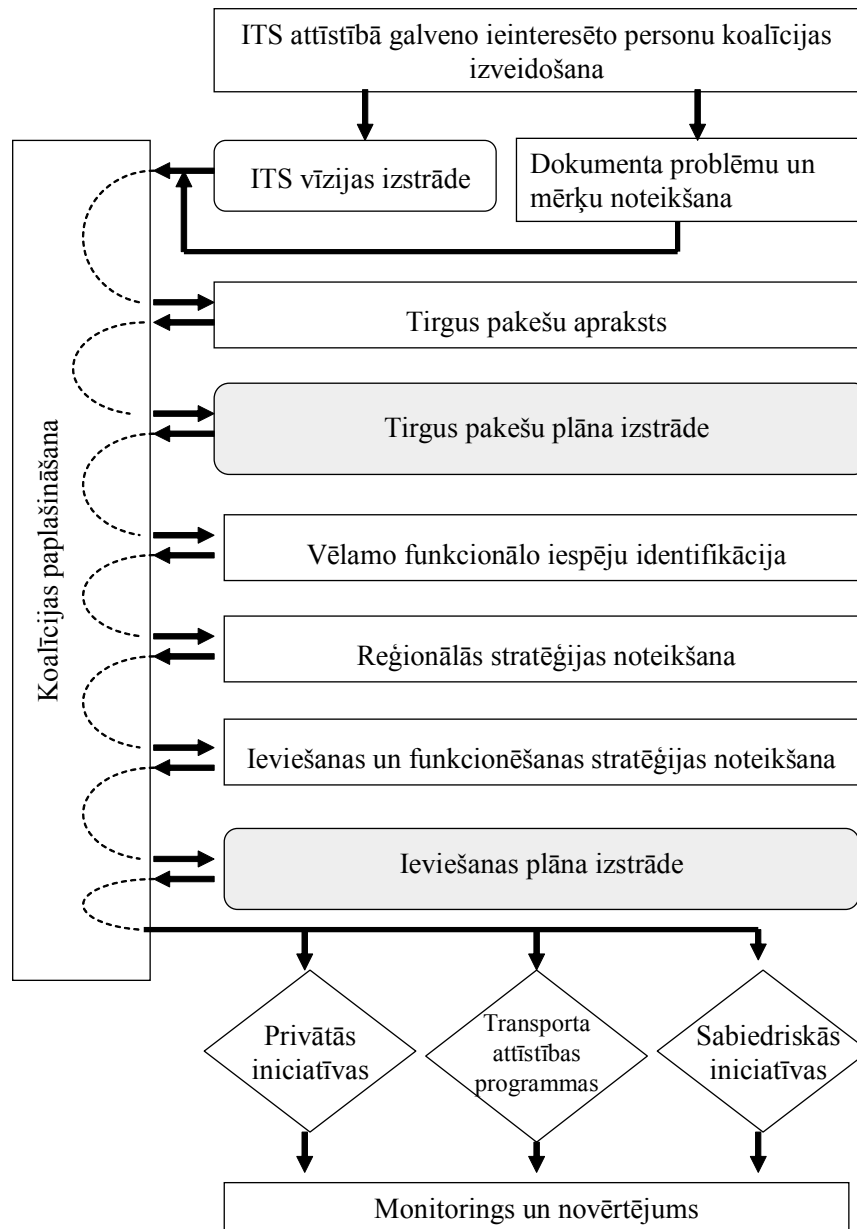 ITS attīstībā galveno ieinteresēto personu koalīcijas
izveidošana
ITS vīzijas izstrāde
Dokumenta problēmu un
mērķu noteikšana
Koalīcijas paplašināšana
Tirgus pakešu apraksts
Tirgus pakešu plāna izstrāde
Vēlamo funkcionālo iespēju identifikācija
Reģionālās stratēģijas noteikšana
Ieviešanas un funkcionēšanas stratēģijas noteikšana
Ieviešanas plāna izstrāde
Privātās
iniciatīvas
Transporta
attīstības
programmas
Sabiedriskās
iniciatīvas
Monitorings un novērtējums